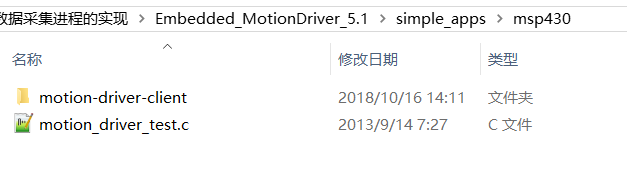 数据采集进程的实现 › Embedded_MotionDriver_5.1 › simple_apps › msp430
名称 修改日期 类型
motion-driver-client 2018/10/16 14:11 文件夹
motion_driver_test.c 2013/9/14 7:27 C 文件